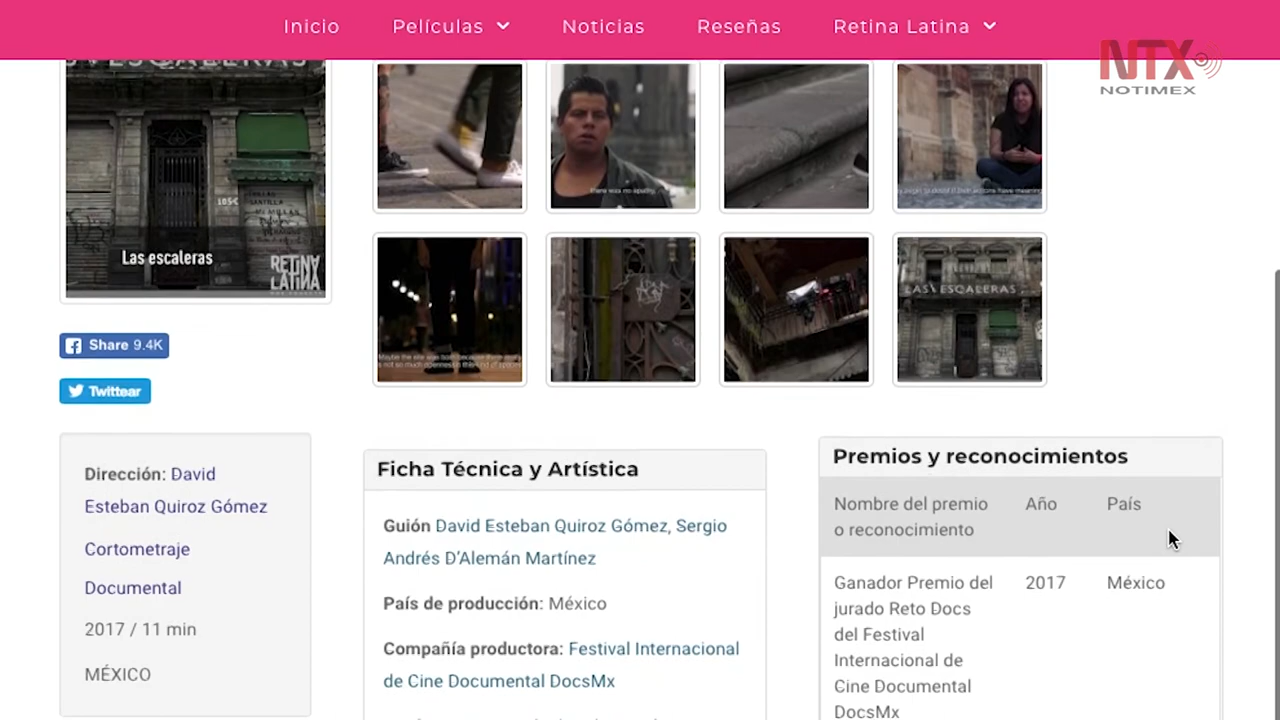 Inicio
Películas
Noticias
Reseñas
Retina Latina
NTX
NOTIMEX
Las escaleras
RETINA
LATINA
there was no apathy,
LAS ESCALERAS
Share 9.4K
Twittear
Dirección: David
Esteban Quiroz Gómez
Cortometraje
Documental
2017 / 11 min
MÉXICO
Ficha Técnica y Artística
Guión David Esteban Quiroz Gómez, Sergio
Andrés D'Alemán Martínez
País de producción: México
Compañía productora: Festival Internacional
de Cine Documental DocsMx
Premios y reconocimientos
Nombre del premio
o reconocimiento
Año
País
Ganador Premio del
jurado Reto Docs
del Festival
Internacional de
Cine Documental
DocsMx
2017
México